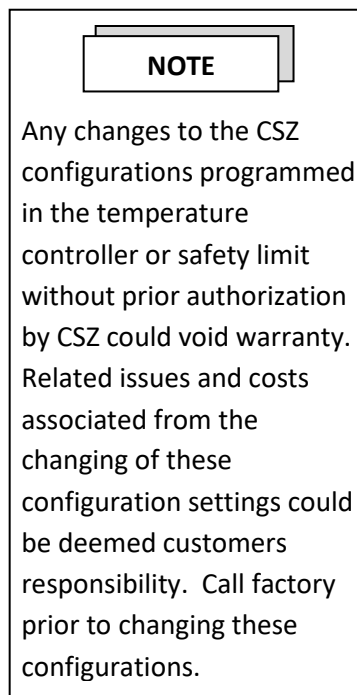 NOTE
Any changes to the CSZ
configurations programmed
in the temperature
controller or safety limit
without prior authorization
by CSZ could void warranty.
Related issues and costs
associated from the
changing of these
configuration settings could
be deemed customers
responsibility.  Call factory
prior to changing these
configurations.